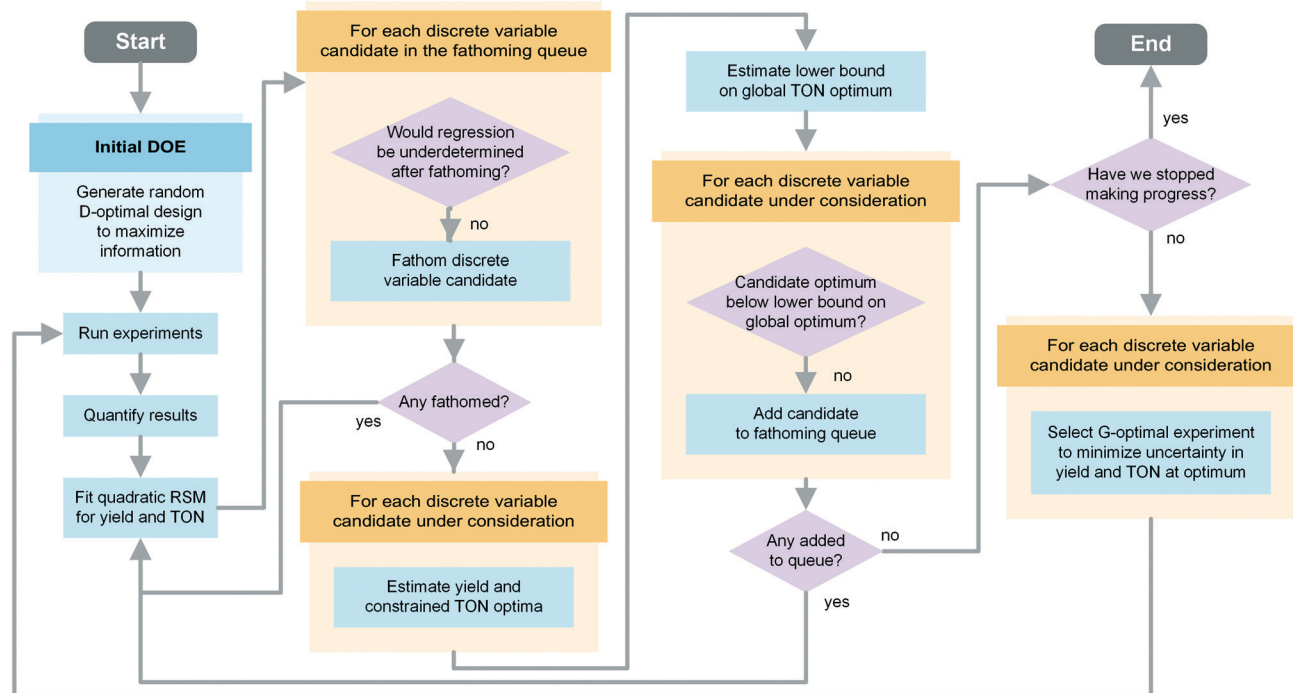 Start
Initial DOE
Generate random
D-optimal design
to maximize
information
Run experiments
Quantify results
Fit quadratic RSM
for yield and TON
For each discrete variable
candidate in the fathoming queue
Would regression
be underdetermined
after fathoming?
no
Fathom discrete
variable candidate
Any fathomed?
yes
no
For each discrete variable
candidate under consideration
Estimate yield and
constrained TON optima
Estimate lower bound
on global TON optimum
For each discrete variable
candidate under consideration
Candidate optimum
below lower bound on
global optimum?
no
Add candidate
to fathoming queue
Any added
to queue?
no
yes
End
yes
Have we stopped
making progress?
no
For each discrete variable
candidate under consideration
Select G-optimal experiment
to minimize uncertainty in
yield and TON at optimum